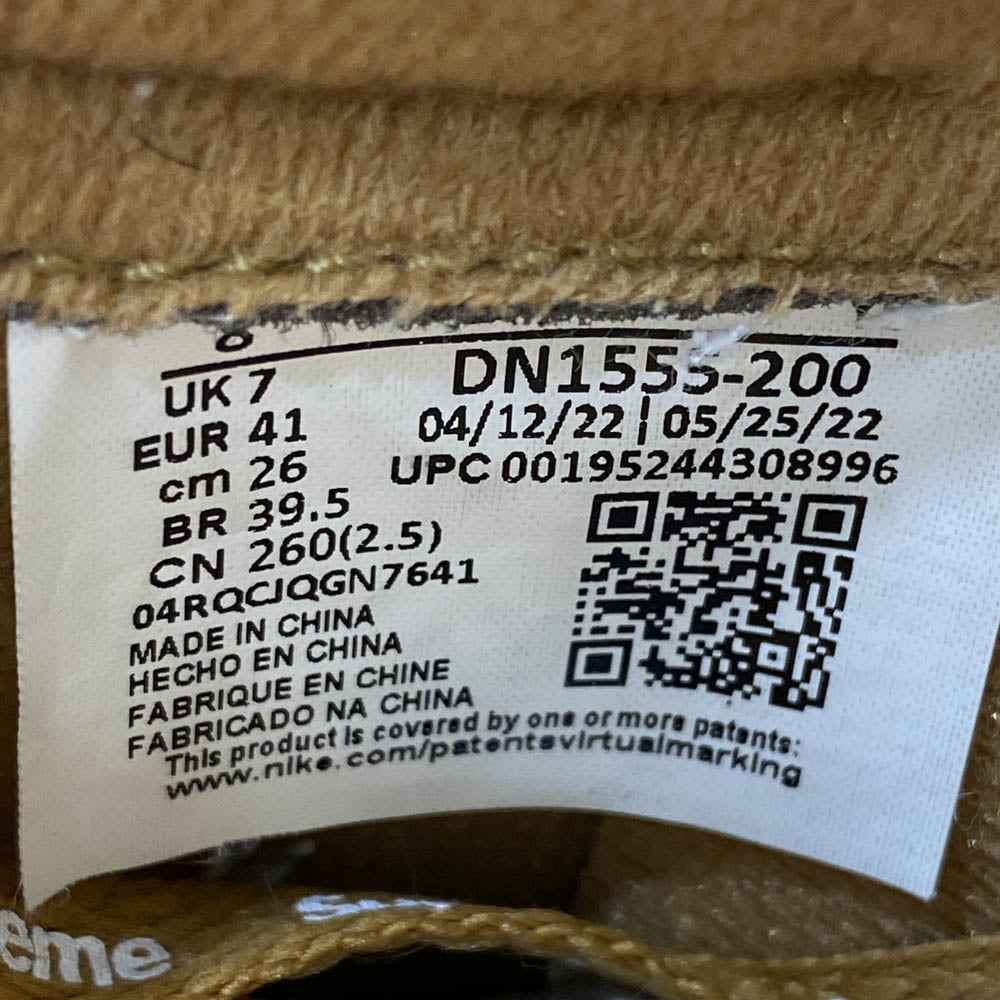 8
UK 7
EUR 41
cm 26
BR 39.5
CN 260(2.5)
04RQCJQGN7641
DN1555-200
04/12/22 | 05/25/22
UPC 00195244308996
MADE IN CHINA
HECHO EN CHINA
FABRIQUE EN CHINE
FABRICADO NA CHINA
This product is covered by one or more patents:
www.nike.com/patentsvirtualmarking
eme